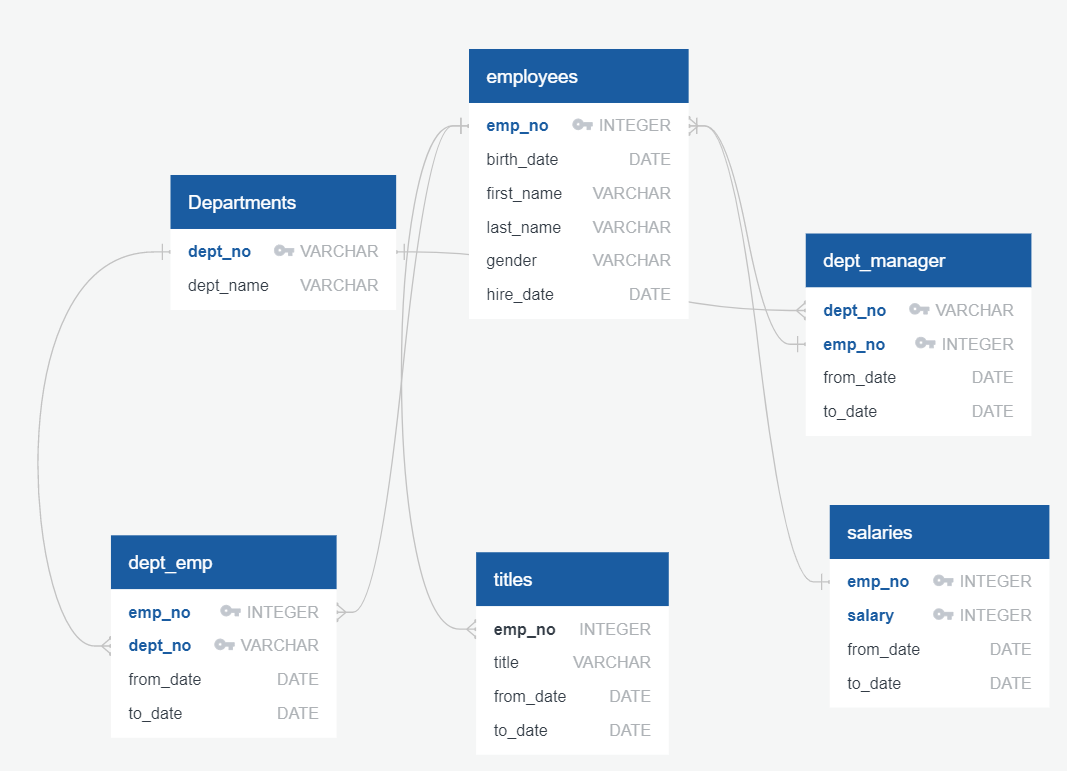 employees
emp_no INTEGER
birth_date DATE
first_name VARCHAR
last_name VARCHAR
gender VARCHAR
hire_date DATE
Departments
dept_no VARCHAR
dept_name VARCHAR
dept_manager
dept_no VARCHAR
emp_no INTEGER
from_date DATE
to_date DATE
dept_emp
emp_no INTEGER
dept_no VARCHAR
from_date DATE
to_date DATE
titles
emp_no INTEGER
title VARCHAR
from_date DATE
to_date DATE
salaries
emp_no INTEGER
salary INTEGER
from_date DATE
to_date DATE